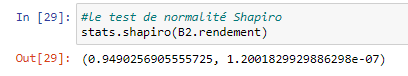 In [29]: #le test de normalité Shapiro
stats.shapiro(B2.rendement)
Out[29]: (0.9490256905555725, 1.2001829929886298e-07)